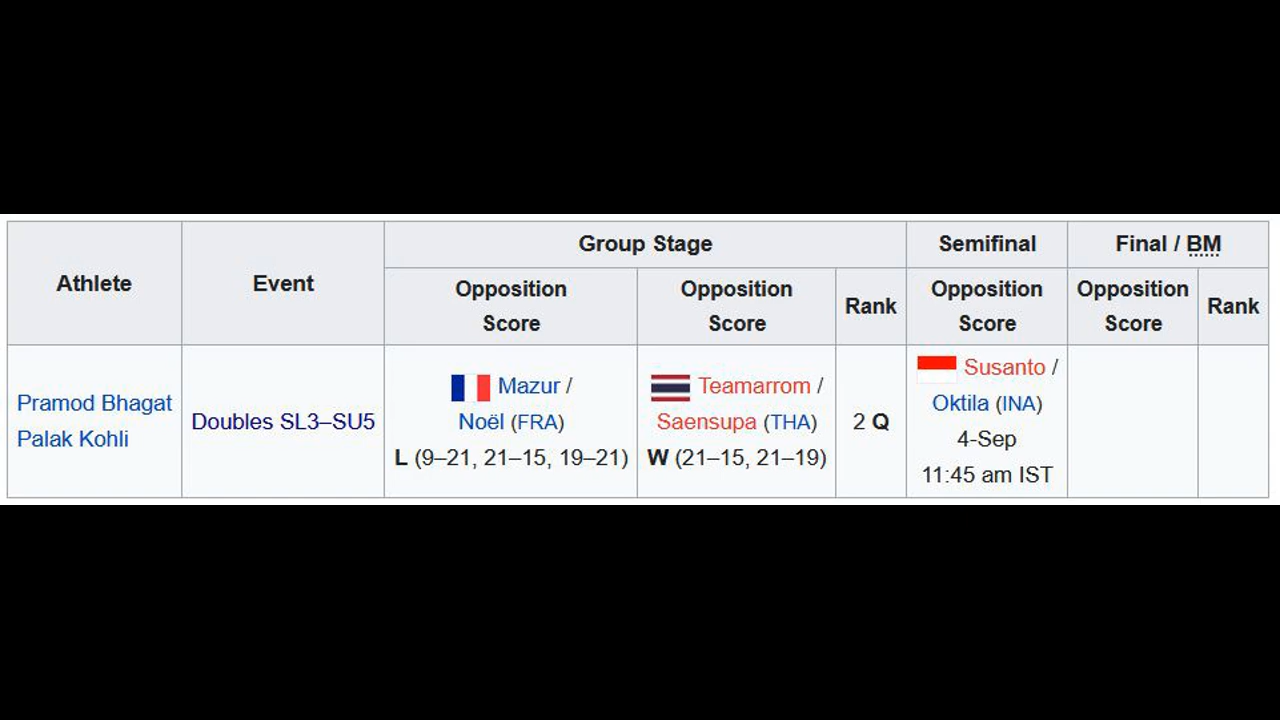 Athlete
Event
Group Stage
Semifinal
Final / BM
Opposition
Score
Opposition
Score
Rank
Opposition
Score
Opposition
Score
Rank
Pramod Bhagat
Palak Kohli
Doubles SL3–SU5
Mazur /
Noël (FRA)
L (9–21, 21–15, 19–21)
Teamarrom /
Saensupa (THA)
W (21–15, 21–19)
2 Q
Susanto /
Oktila (INA)
4-Sep
11:45 am IST